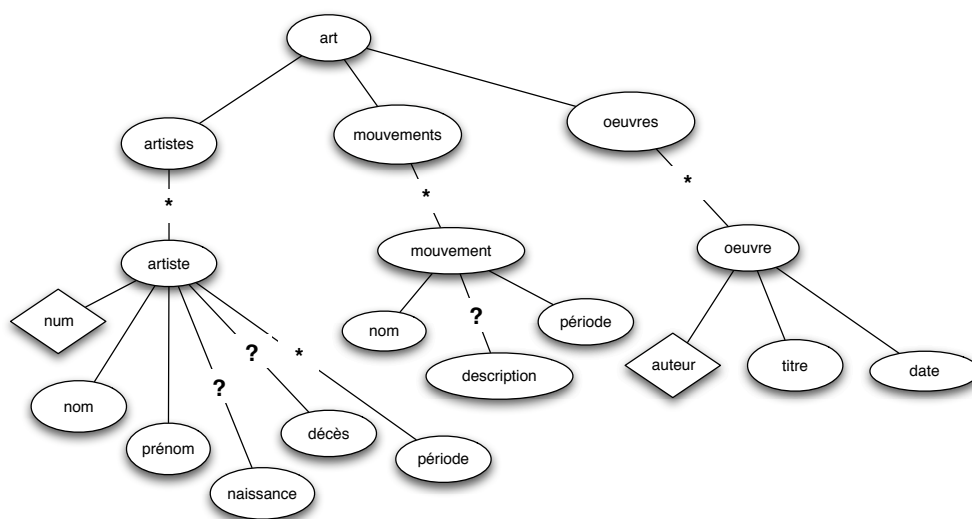 art
artistes
mouvements
oeuvres
*
*
*
artiste
mouvement
oeuvre
num
nom
période
?
?
*
?
auteur
titre
date
description
nom
prénom
décès
période
naissance